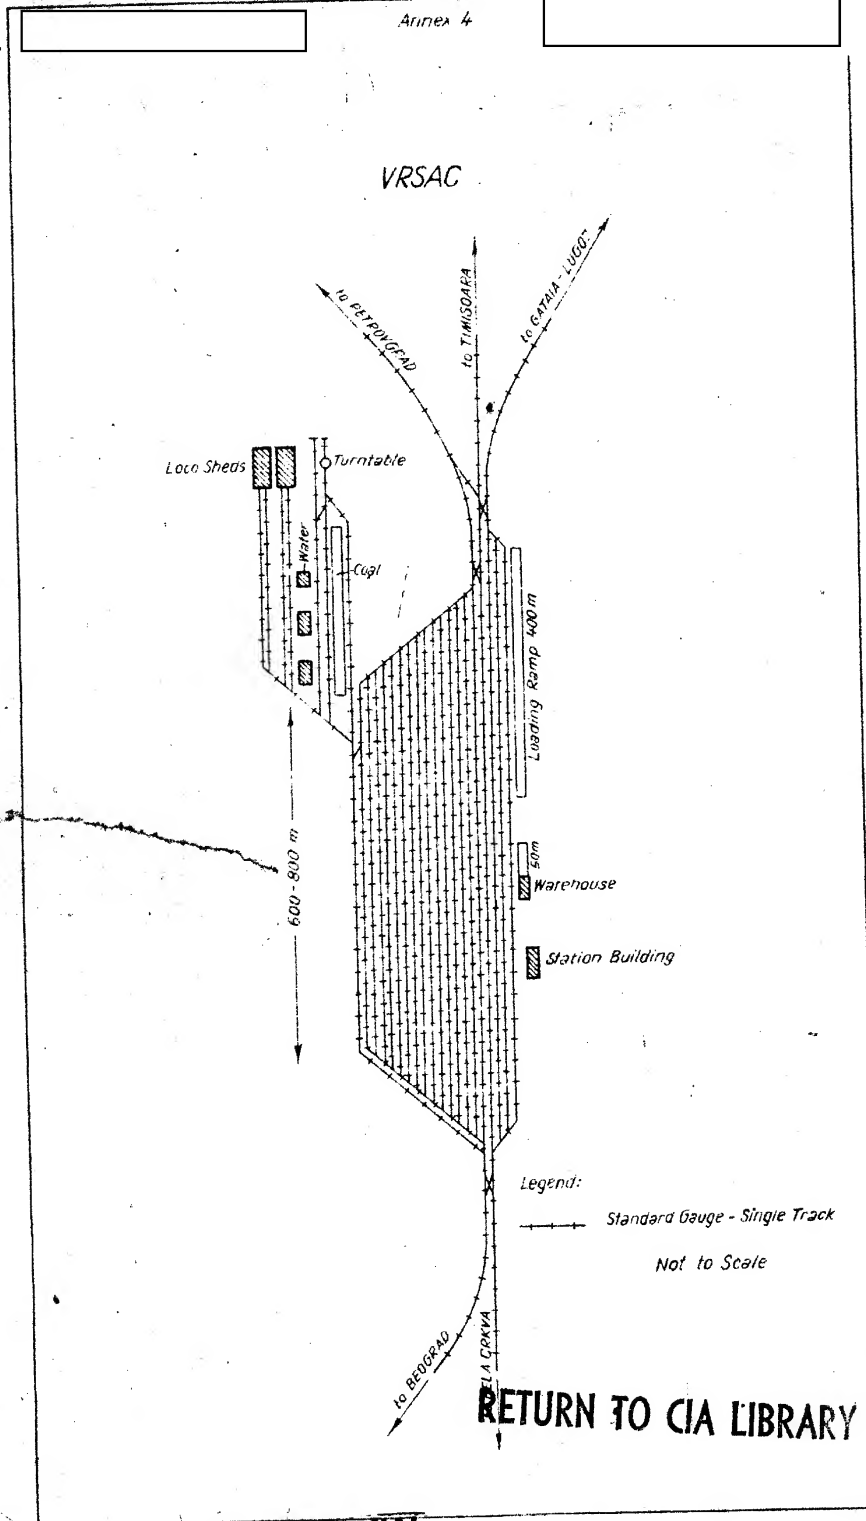 Annex 4
VRSAC
to PETROVGRAD
to TIMISOARA
to GATAIA - LUGOJ
Loco Sheds
Turntable
Water
Coal
Loading Ramp 400 m
50m
Warehouse
600-800 m
Station Building
Legend:
Standard Gauge - Single Track
Not to Scale
to BEOGRAD
ELA CRKVA
RETURN TO CIA LIBRARY